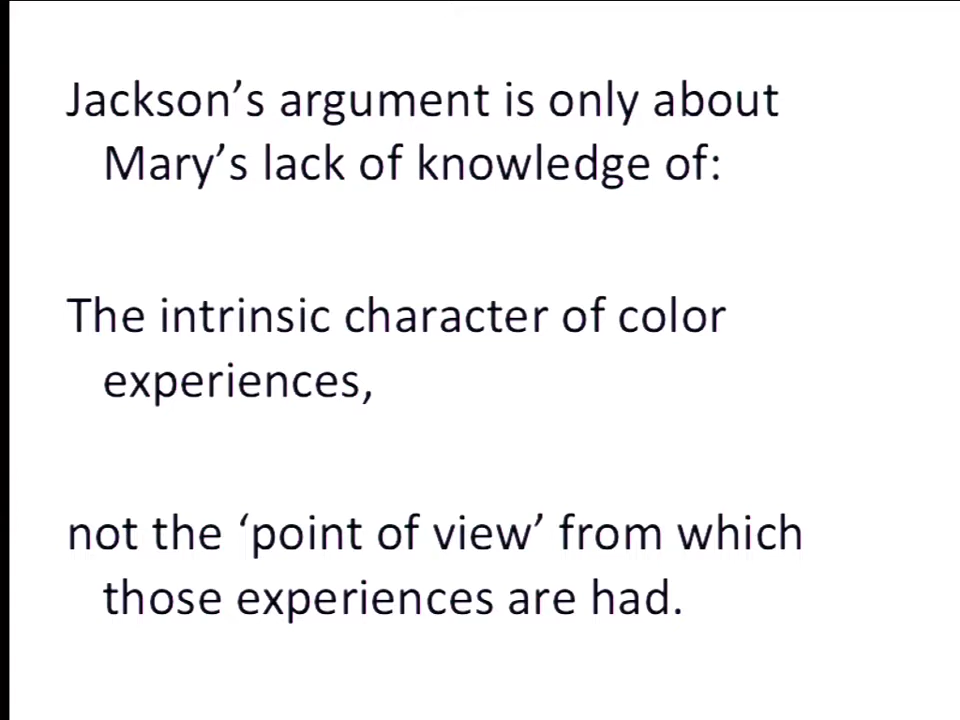 Jackson’s argument is only about
Mary’s lack of knowledge of:
The intrinsic character of color
experiences,
not the ‘point of view’ from which
those experiences are had.